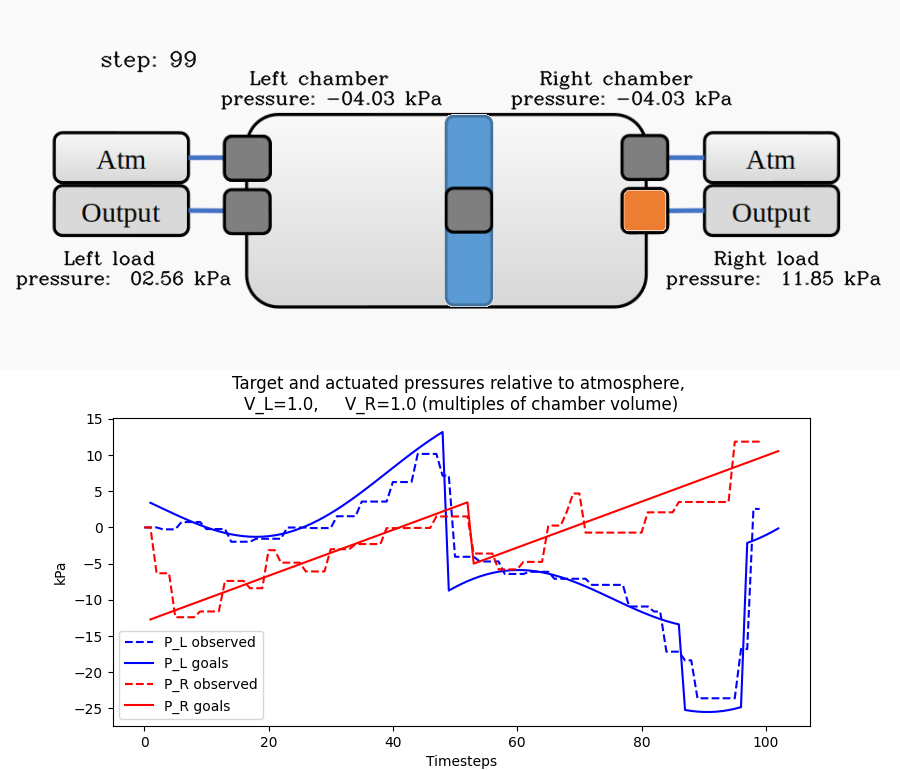 step: 99
Left chamber
pressure: −04.03 kPa
Right chamber
pressure: −04.03 kPa
Atm
Output
Atm
Output
Left load
pressure: 02.56 kPa
Right load
pressure: 11.85 kPa
Target and actuated pressures relative to atmosphere,
V_L=1.0, V_R=1.0 (multiples of chamber volume)
15
10
5
0
−5
−10
−15
−20
−25
kPa
P_L observed
P_L goals
P_R observed
P_R goals
0 20 40 60 80 100
Timesteps